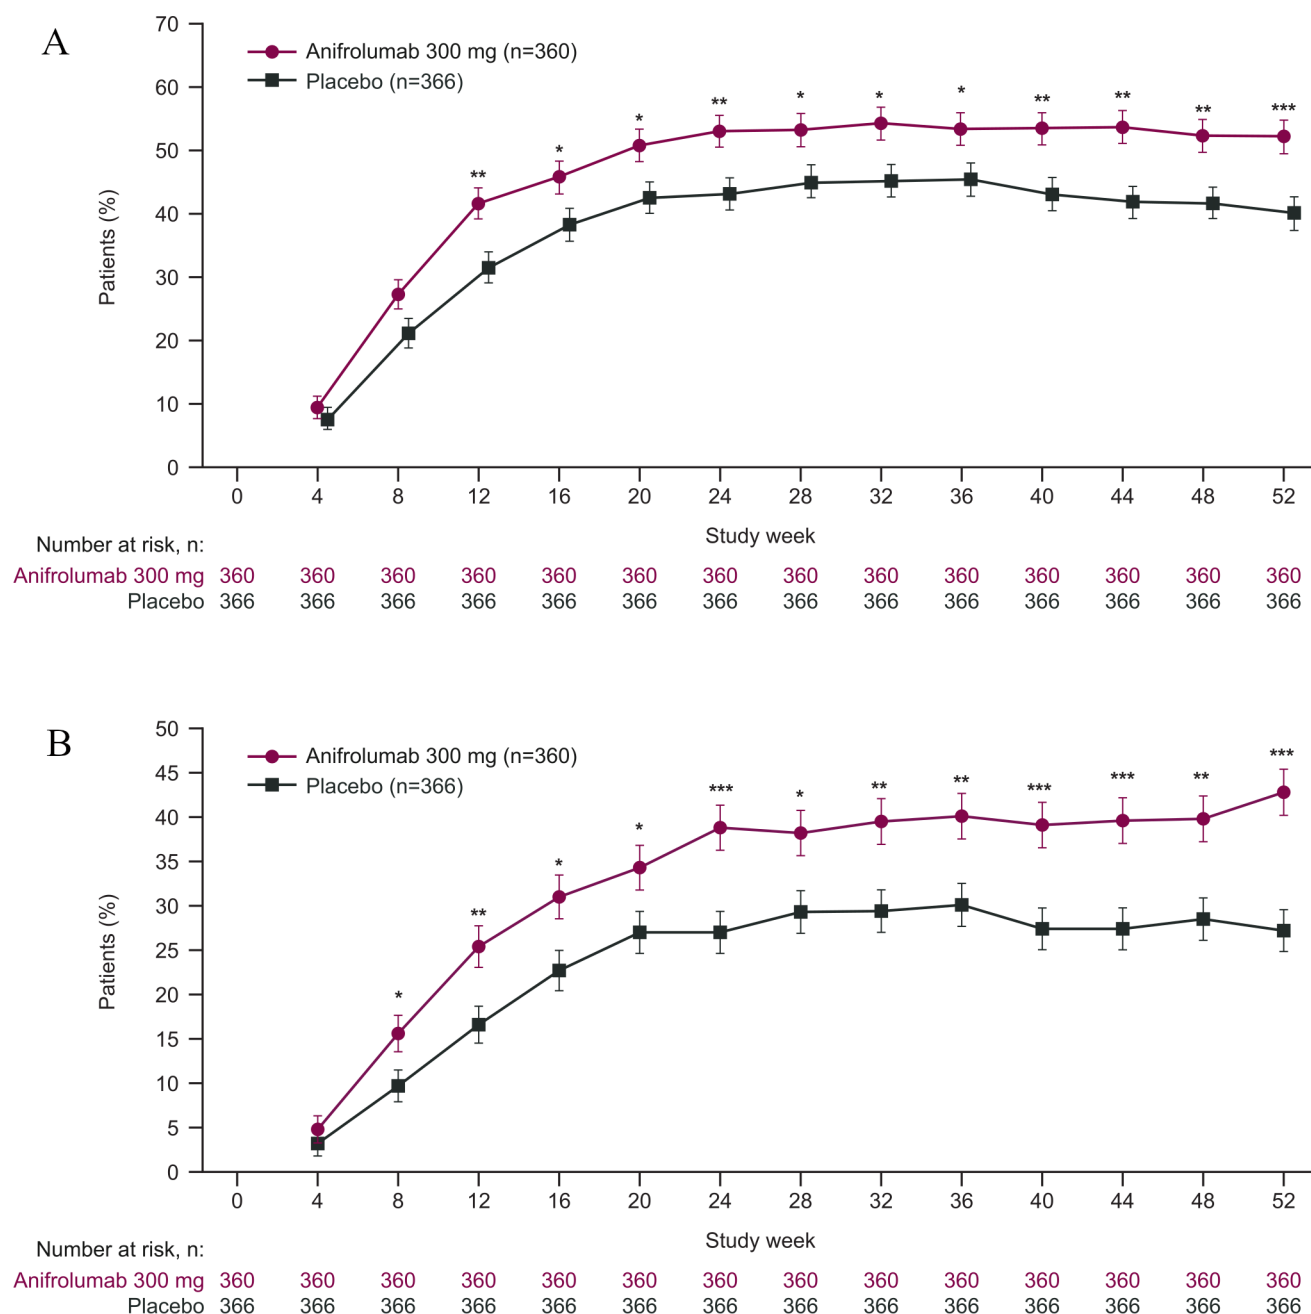 A
70
Anifrolumab 300 mg (n=360)
Placebo (n=366)
60
50
40
30
20
10
0
Patients (%)
** * * ** * * * ** ** ** ***
0 4 8 12 16 20 24 28 32 36 40 44 48 52
Study week
Number at risk, n:
Anifrolumab 300 mg 360 360 360 360 360 360 360 360 360 360 360 360 360 360
Placebo 366 366 366 366 366 366 366 366 366 366 366 366 366 366
B
50
Anifrolumab 300 mg (n=360)
Placebo (n=366)
45
40
35
30
25
20
15
10
5
0
Patients (%)
* ** * * *** * ** ** *** *** ** ***
0 4 8 12 16 20 24 28 32 36 40 44 48 52
Study week
Number at risk, n:
Anifrolumab 300 mg 360 360 360 360 360 360 360 360 360 360 360 360 360 360
Placebo 366 366 366 366 366 366 366 366 366 366 366 366 366 366